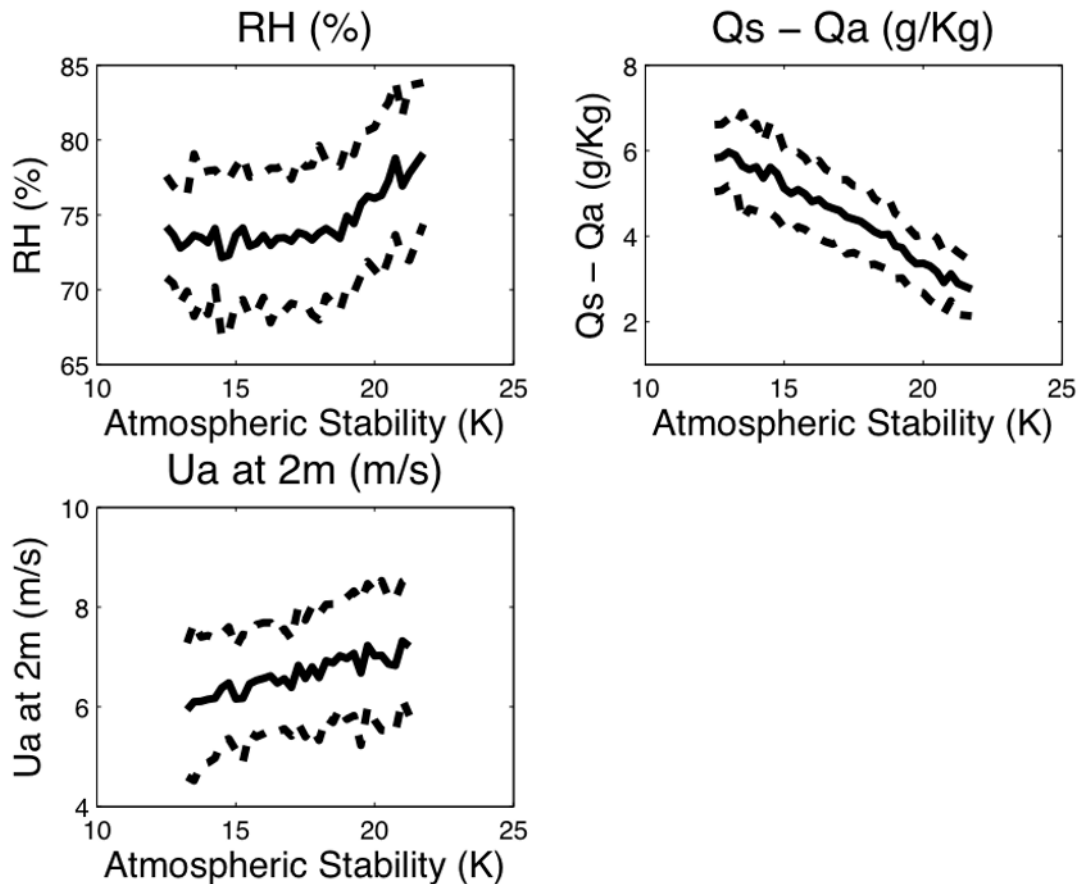 RH (%)
RH (%)
85
80
75
70
65
10 15 20 25
Atmospheric Stability (K)
Qs – Qa (g/Kg)
Qs – Qa (g/Kg)
8
6
4
2
10 15 20 25
Atmospheric Stability (K)
Ua at 2m (m/s)
Ua at 2m (m/s)
10
8
6
4
10 15 20 25
Atmospheric Stability (K)